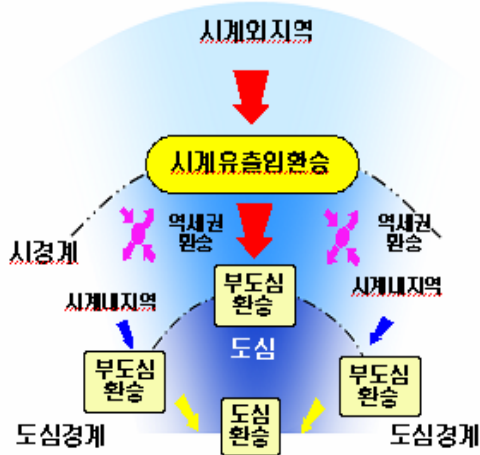 시계외지역
시계유출입환승
역세권
환승
역세권
환승
시경계
부도심
환승
시계내지역
시계내지역
도심
부도심
환승
부도심
환승
도심
환승
도심경계
도심경계